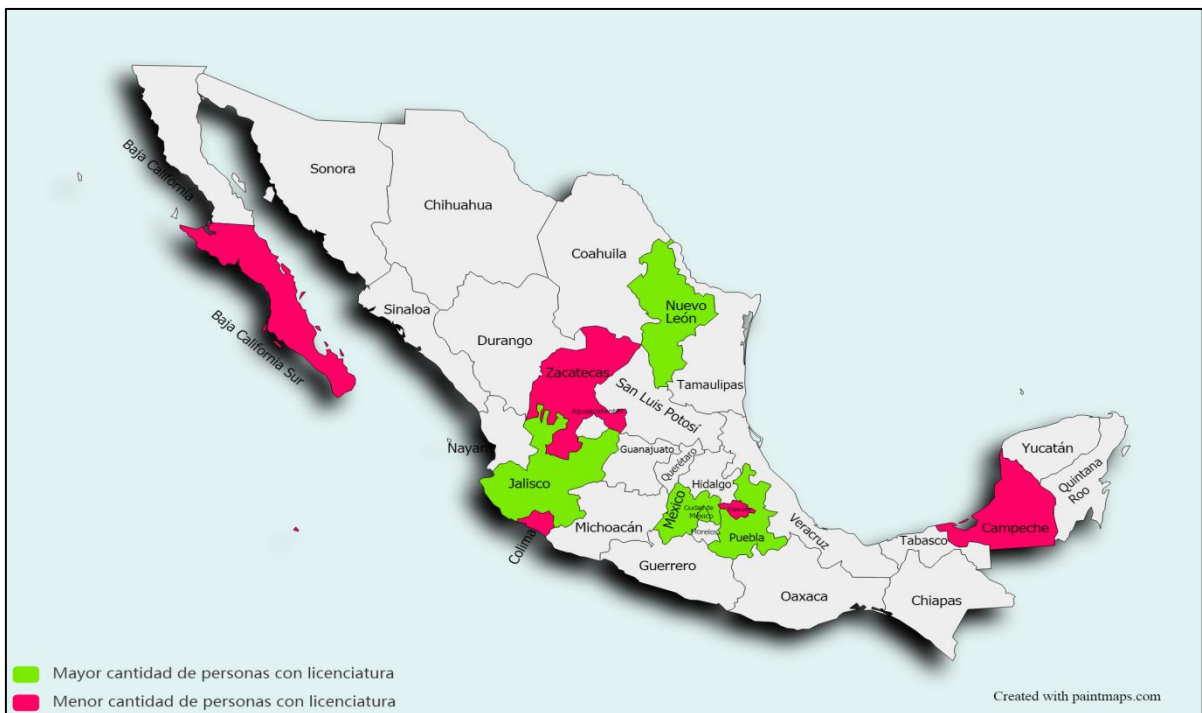 Baja California
Sonora
Chihuahua
Coahuila
Nuevo
León
Sinaloa
Durango
Baja California Sur
Zacatecas
Tamaulipas
San Luis Potosí
Aguascalientes
Nayarit
Guanajuato
Querétaro
Hidalgo
Yucatán
Quintana
Roo
Jalisco
México
Ciudad de
México
Tlaxcala
Campeche
Colima
Michoacán
Morelos
Puebla
Veracruz
Tabasco
Guerrero
Oaxaca
Chiapas
Mayor cantidad de personas con licenciatura
Menor cantidad de personas con licenciatura
Created with paintmaps.com